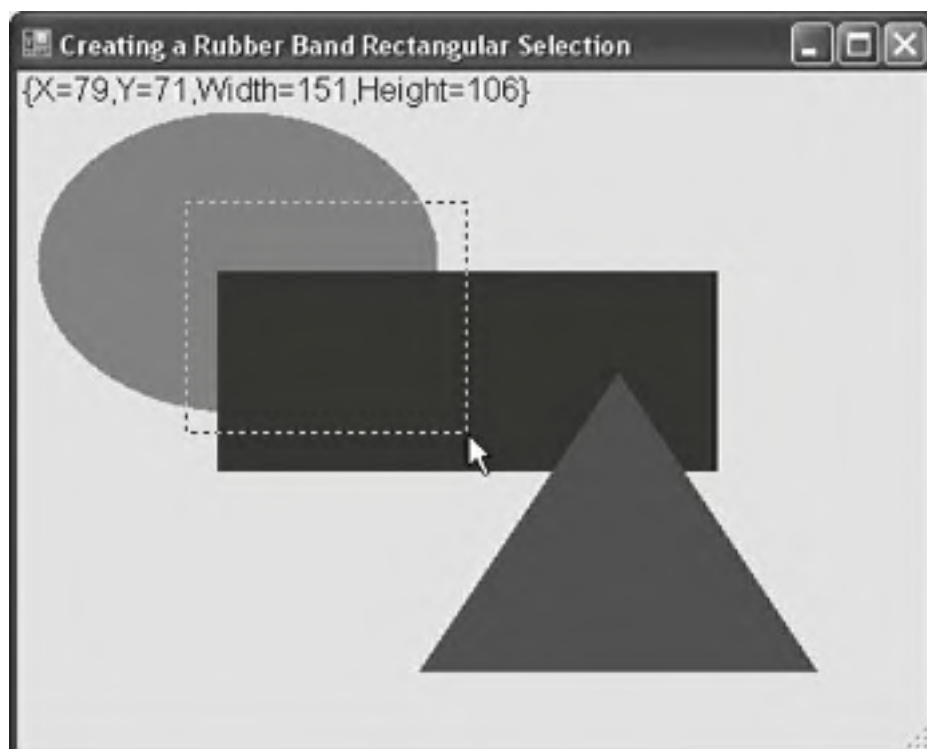 Creating a Rubber Band Rectangular Selection
{X=79,Y=71,Width=151,Height=106}